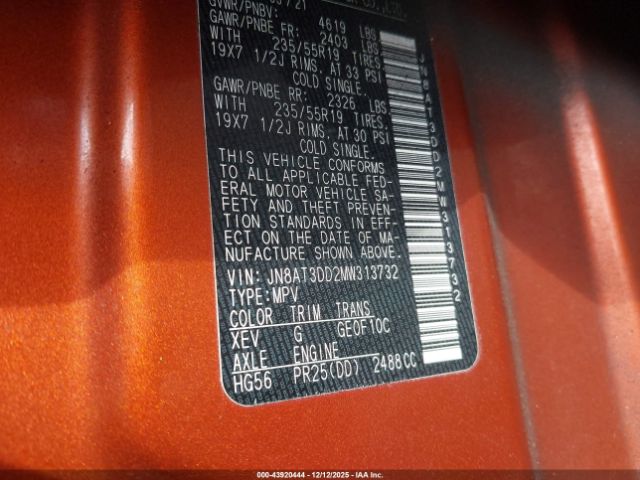 /21
GVWR/PNBV: 4619 LBS
GAWR/PNBE FR: 2403 LBS
WITH 235/55R19 TIRES,
19X7 1/2J RIMS, AT 33 PSI
COLD SINGLE.
GAWR/PNBE RR: 2326 LBS
WITH 235/55R19 TIRES,
19X7 1/2J RIMS, AT 30 PSI
COLD SINGLE.
THIS VEHICLE CONFORMS
TO ALL APPLICABLE FED-
ERAL MOTOR VEHICLE SA-
FETY AND THEFT PREVEN-
TION STANDARDS IN EFF-
ECT ON THE DATE OF MA-
NUFACTURE SHOWN ABOVE.
VIN: JN8AT3DD2MW313732
TYPE: MPV
COLOR TRIM TRANS
XEV G GE0F10C
AXLE ENGINE
HG56 PR25(DD) 2488CC
JN8AT3DD2MW313732
000-43920444 - 12/12/2025 - IAAI.COM